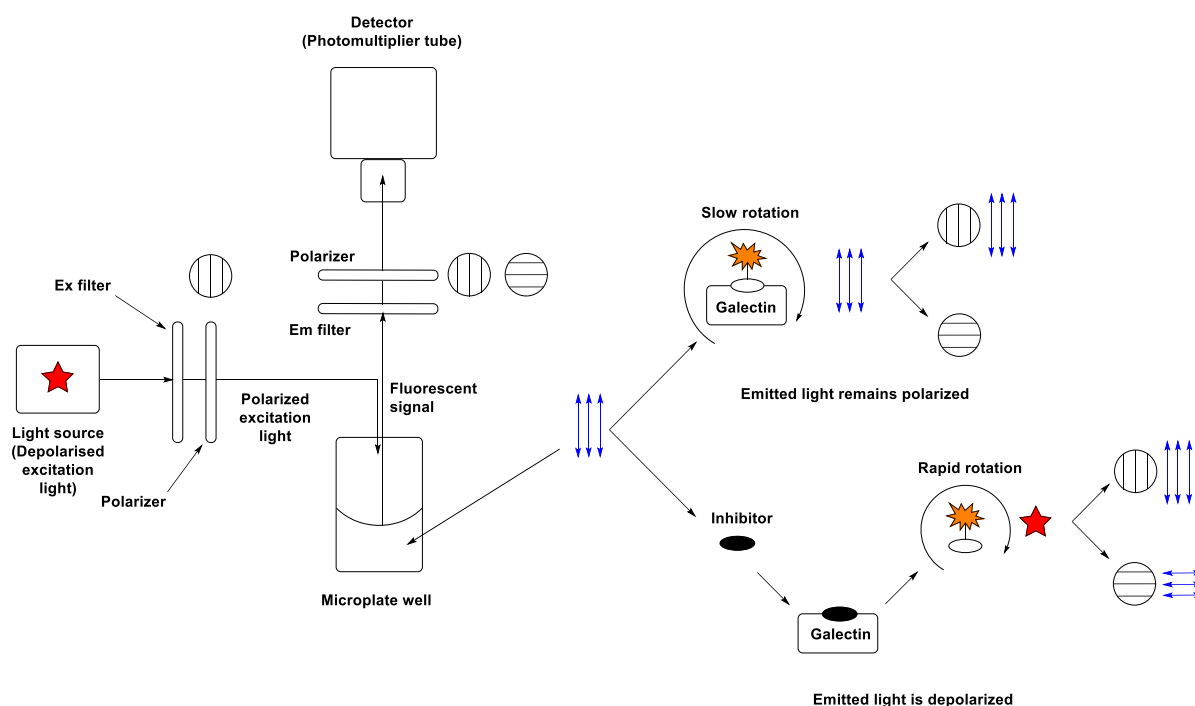 Detector
(Photomultiplier tube)
Polarizer
Em filter
Ex filter
Light source
(Depolarised
excitation
light)
Polarizer
Polarized
excitation
light
Fluorescent
signal
Microplate well
Slow rotation
Galectin
Emitted light remains polarized
Inhibitor
Galectin
Rapid rotation
Emitted light is depolarized